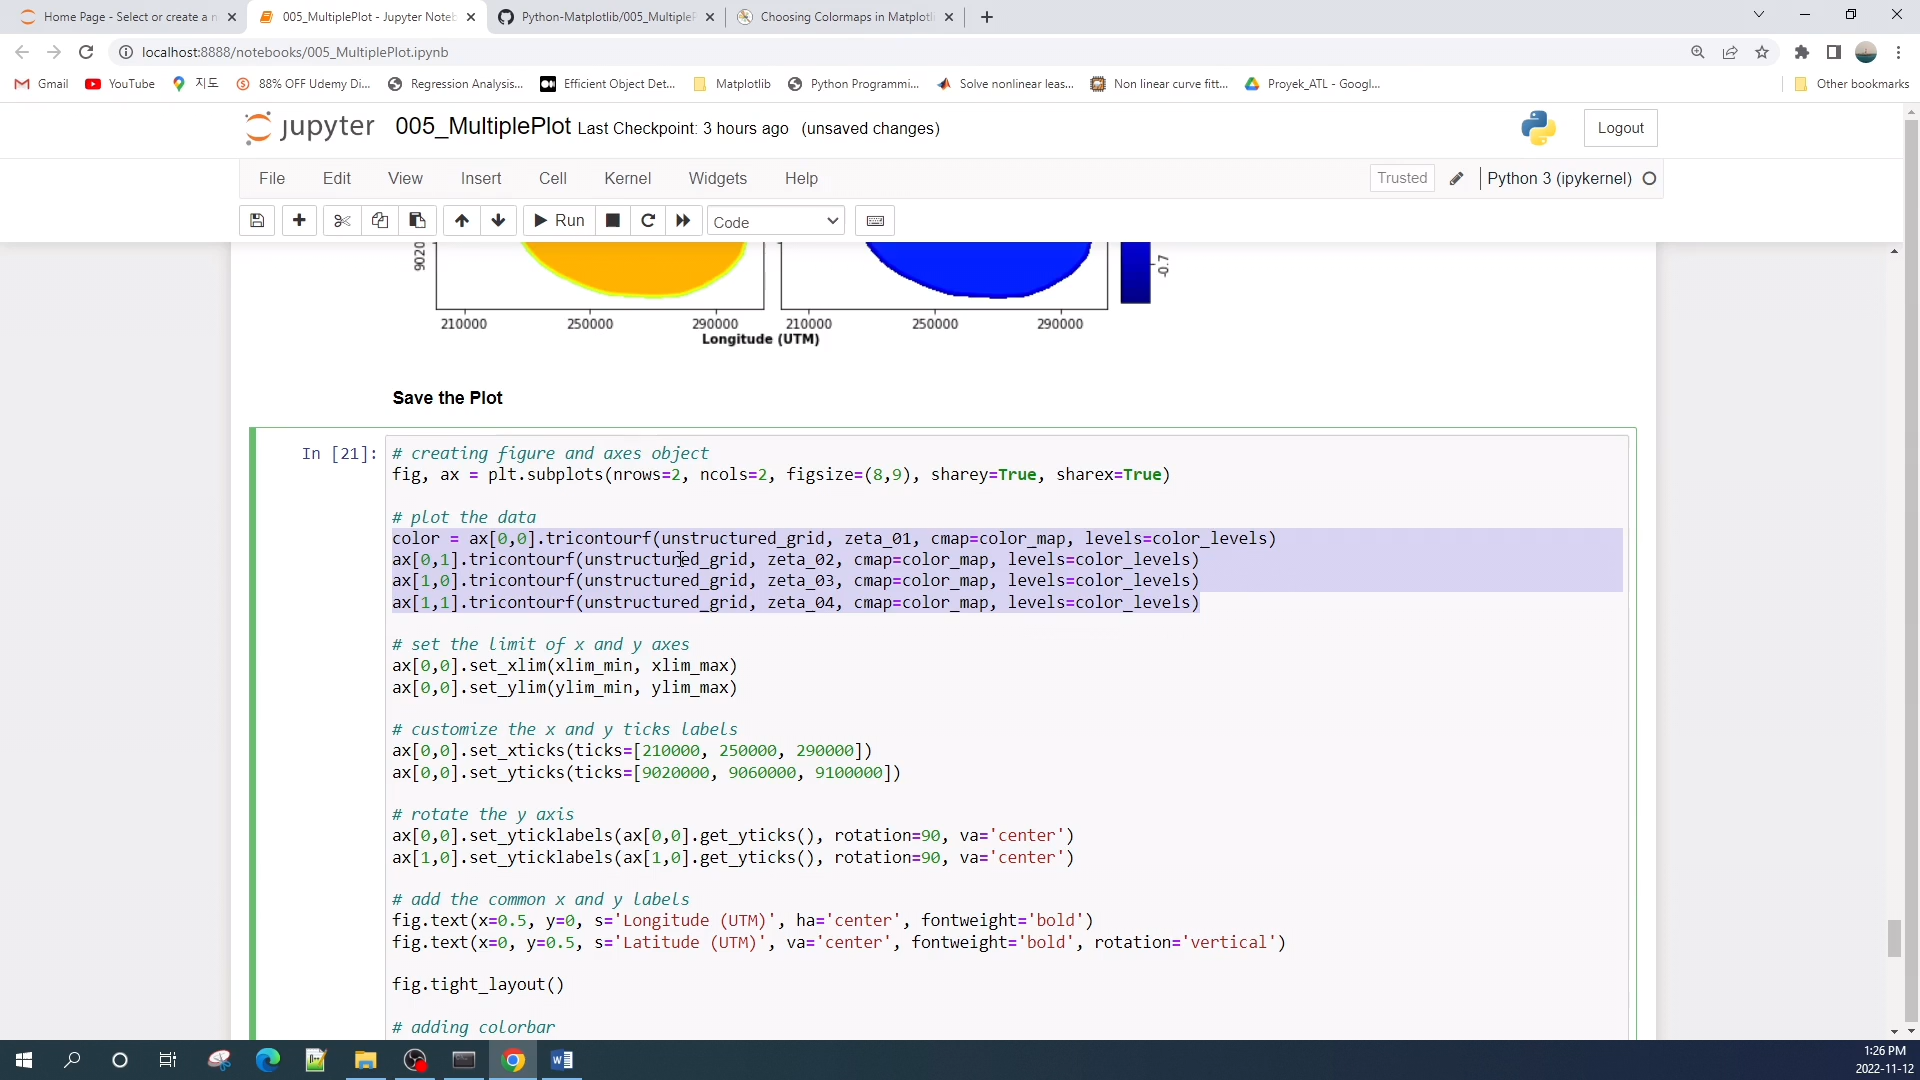 Home Page - Select or create a n
005_MultiplePlot - Jupyter Noteb
Python-Matplotlib/005_MultipleP
Choosing Colormaps in Matplotli
localhost:8888/notebooks/005_MultiplePlot.ipynb
Gmail
YouTube
지도
88% OFF Udemy Di...
Regression Analysis...
Efficient Object Det...
Matplotlib
Python Programmi...
Solve nonlinear leas...
Non linear curve fitt...
Proyek_ATL - Googl...
Other bookmarks
jupyter 005_MultiplePlot Last Checkpoint: 3 hours ago (unsaved changes)
Logout
File Edit View Insert Cell Kernel Widgets Help
Trusted
Python 3 (ipykernel)
Run
Code
9020
-0.7
210000 250000 290000 210000 250000 290000
Longitude (UTM)
Save the Plot
In [21]:
# creating figure and axes object
fig, ax = plt.subplots(nrows=2, ncols=2, figsize=(8,9), sharey=True, sharex=True)
# plot the data
color = ax[0,0].tricontourf(unstructured_grid, zeta_01, cmap=color_map, levels=color_levels)
ax[0,1].tricontourf(unstructured_grid, zeta_02, cmap=color_map, levels=color_levels)
ax[1,0].tricontourf(unstructured_grid, zeta_03, cmap=color_map, levels=color_levels)
ax[1,1].tricontourf(unstructured_grid, zeta_04, cmap=color_map, levels=color_levels)
# set the limit of x and y axes
ax[0,0].set_xlim(xlim_min, xlim_max)
ax[0,0].set_ylim(ylim_min, ylim_max)
# customize the x and y ticks labels
ax[0,0].set_xticks(ticks=[210000, 250000, 290000])
ax[0,0].set_yticks(ticks=[9020000, 9060000, 9100000])
# rotate the y axis
ax[0,0].set_yticklabels(ax[0,0].get_yticks(), rotation=90, va='center')
ax[1,0].set_yticklabels(ax[1,0].get_yticks(), rotation=90, va='center')
# add the common x and y labels
fig.text(x=0.5, y=0, s='Longitude (UTM)', ha='center', fontweight='bold')
fig.text(x=0, y=0.5, s='Latitude (UTM)', va='center', fontweight='bold', rotation='vertical')
fig.tight_layout()
# adding colorbar
1:26 PM
2022-11-12